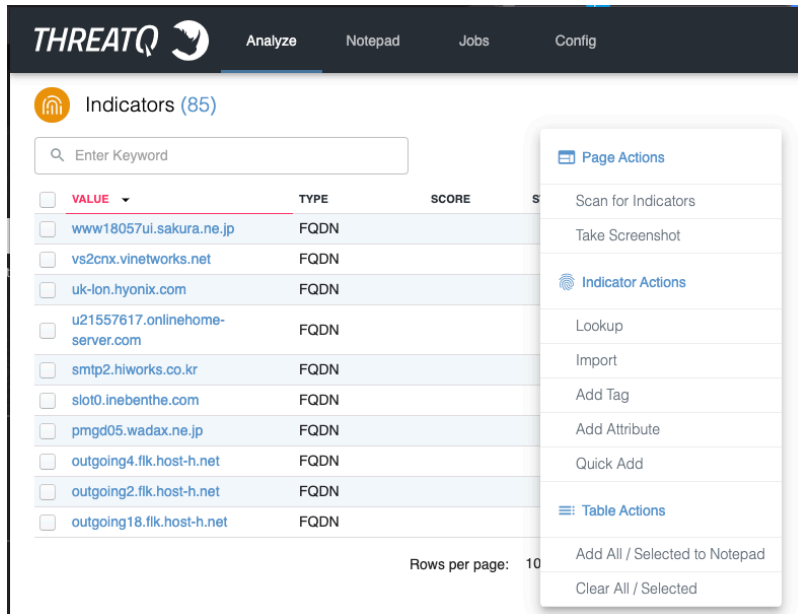 THREATQ
Analyze Notepad Jobs Config
Indicators (85)
Enter Keyword
VALUE TYPE SCORE
www18057ui.sakura.ne.jp FQDN
vs2cnx.vinetworks.net FQDN
uk-lon.hyonix.com FQDN
u21557617.onlinehome-
server.com FQDN
smtp2.hiworks.co.kr FQDN
slot0.inebenthe.com FQDN
pmgd05.wadax.ne.jp FQDN
outgoing4.flk.host-h.net FQDN
outgoing2.flk.host-h.net FQDN
outgoing18.flk.host-h.net FQDN
Rows per page: 10
Page Actions
Scan for Indicators
Take Screenshot
Indicator Actions
Lookup
Import
Add Tag
Add Attribute
Quick Add
Table Actions
Add All / Selected to Notepad
Clear All / Selected